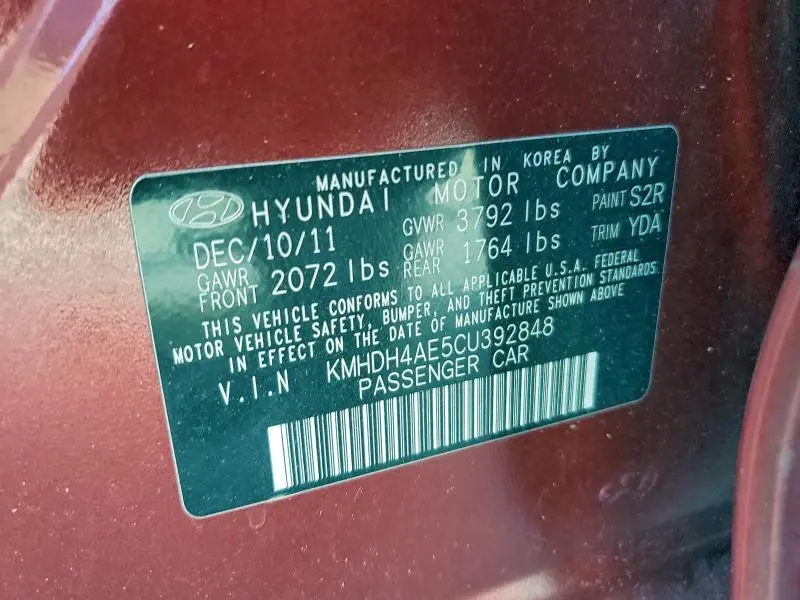 MANUFACTURED IN KOREA BY
HYUNDAI MOTOR COMPANY
DEC/10/11 GVWR 3792 lbs PAINT S2R
GAWR FRONT 2072 lbs GAWR REAR 1764 lbs TRIM YDA
THIS VEHICLE CONFORMS TO ALL APPLICABLE U.S.A. FEDERAL
MOTOR VEHICLE SAFETY, BUMPER, AND THEFT PREVENTION STANDARDS
IN EFFECT ON THE DATE OF MANUFACTURE SHOWN ABOVE
V.I.N KMHDH4AE5CU392848
PASSENGER CAR